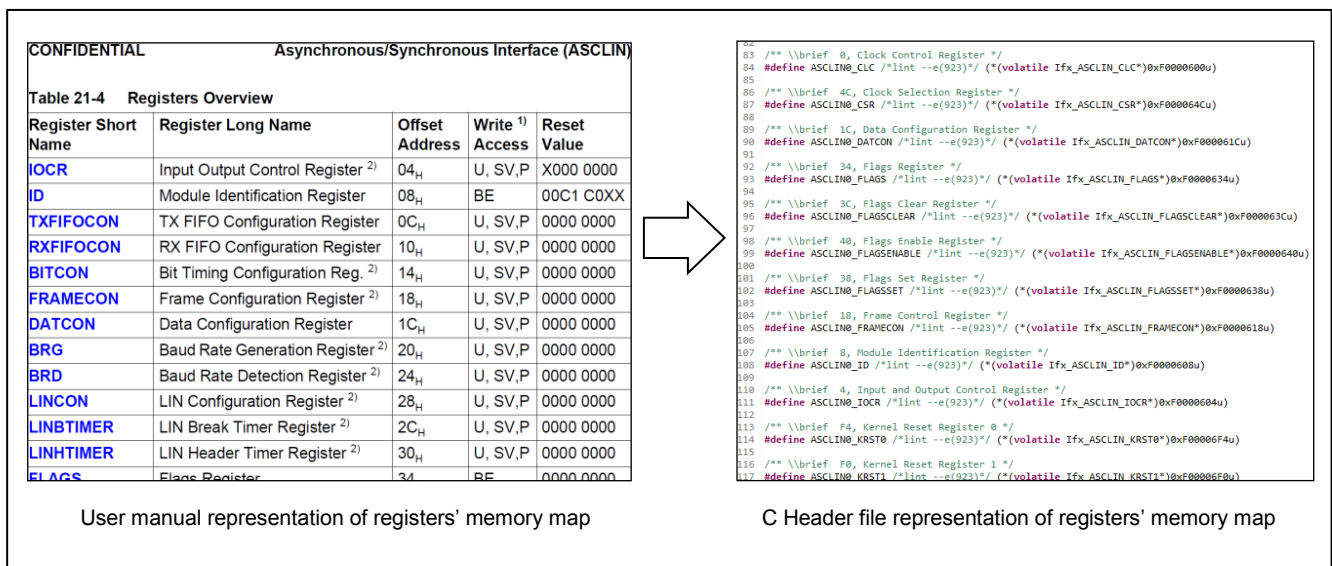 CONFIDENTIAL Asynchronous/Synchronous Interface (ASCLIN)
Table 21-4 Registers Overview
Register Short Name Register Long Name Offset Address Write 1) Access Reset Value
IOCR Input Output Control Register 2) 04H U, SV,P X000 0000
ID Module Identification Register 08H BE 00C1 C0XX
TXFIFOCON TX FIFO Configuration Register 0CH U, SV,P 0000 0000
RXFIFOCON RX FIFO Configuration Register 10H U, SV,P 0000 0000
BITCON Bit Timing Configuration Reg. 2) 14H U, SV,P 0000 0000
FRAMECON Frame Configuration Register 2) 18H U, SV,P 0000 0000
DATCON Data Configuration Register 1CH U, SV,P 0000 0000
BRG Baud Rate Generation Register 2) 20H U, SV,P 0000 0000
BRD Baud Rate Detection Register 2) 24H U, SV,P 0000 0000
LINCON LIN Configuration Register 2) 28H U, SV,P 0000 0000
LINBTIMER LIN Break Timer Register 2) 2CH U, SV,P 0000 0000
LINHTIMER LIN Header Timer Register 2) 30H U, SV,P 0000 0000
FLAGS Flags Register 34 BE 0000 0000
User manual representation of registers' memory map
82
83 /** \\brief 0, Clock Control Register */
84 #define ASCLIN0_CLC /*lint --e(923)*/ (*(volatile Ifx_ASCLIN_CLC*)0xF0000600u)
85
86 /** \\brief 4C, Clock Selection Register */
87 #define ASCLIN0_CSR /*lint --e(923)*/ (*(volatile Ifx_ASCLIN_CSR*)0xF000064Cu)
88
89 /** \\brief 1C, Data Configuration Register */
90 #define ASCLIN0_DATCON /*lint --e(923)*/ (*(volatile Ifx_ASCLIN_DATCON*)0xF000061Cu)
91
92 /** \\brief 34, Flags Register */
93 #define ASCLIN0_FLAGS /*lint --e(923)*/ (*(volatile Ifx_ASCLIN_FLAGS*)0xF0000634u)
94
95 /** \\brief 3C, Flags Clear Register */
96 #define ASCLIN0_FLAGSCLEAR /*lint --e(923)*/ (*(volatile Ifx_ASCLIN_FLAGSCLEAR*)0xF000063Cu)
97
98 /** \\brief 40, Flags Enable Register */
99 #define ASCLIN0_FLAGSENABLE /*lint --e(923)*/ (*(volatile Ifx_ASCLIN_FLAGSENABLE*)0xF0000640u)
100
101 /** \\brief 38, Flags Set Register */
102 #define ASCLIN0_FLAGSSET /*lint --e(923)*/ (*(volatile Ifx_ASCLIN_FLAGSSET*)0xF0000638u)
103
104 /** \\brief 18, Frame Control Register */
105 #define ASCLIN0_FRAMECON /*lint --e(923)*/ (*(volatile Ifx_ASCLIN_FRAMECON*)0xF0000618u)
106
107 /** \\brief 8, Module Identification Register */
108 #define ASCLIN0_ID /*lint --e(923)*/ (*(volatile Ifx_ASCLIN_ID*)0xF0000608u)
109
110 /** \\brief 4, Input and Output Control Register */
111 #define ASCLIN0_IOCR /*lint --e(923)*/ (*(volatile Ifx_ASCLIN_IOCR*)0xF0000604u)
112
113 /** \\brief F4, Kernel Reset Register 0 */
114 #define ASCLIN0_KRST0 /*lint --e(923)*/ (*(volatile Ifx_ASCLIN_KRST0*)0xF00006F4u)
115
116 /** \\brief F0, Kernel Reset Register 1 */
117 #define ASCLIN0_KRST1 /*lint --e(923)*/ (*(volatile Ifx_ASCLIN_KRST1*)0xF00006F0u)
C Header file representation of registers' memory map